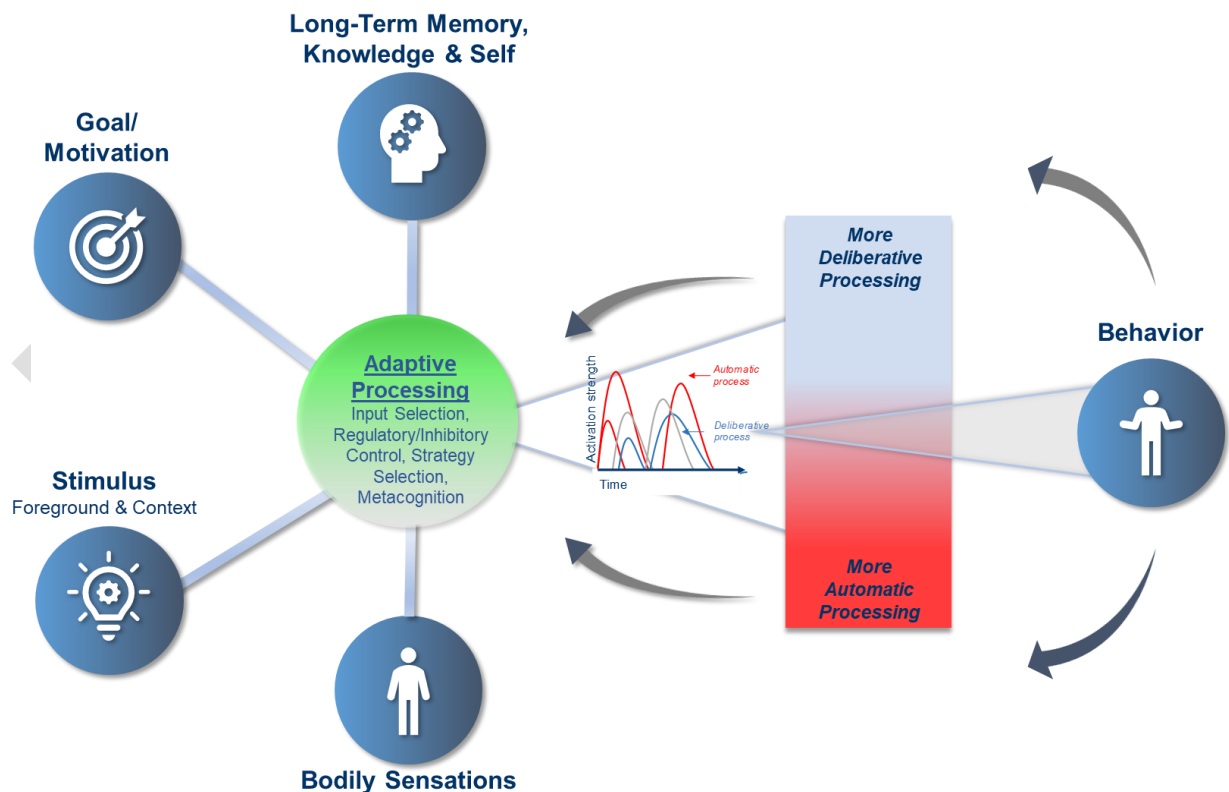 Long-Term Memory,
Knowledge & Self
Goal/
Motivation
Stimulus
Foreground & Context
Bodily Sensations
Adaptive
Processing
Input Selection,
Regulatory/Inhibitory
Control, Strategy
Selection,
Metacognition
Activation strength
Automatic
process
Deliberative
process
Time
More
Deliberative
Processing
More
Automatic
Processing
Behavior